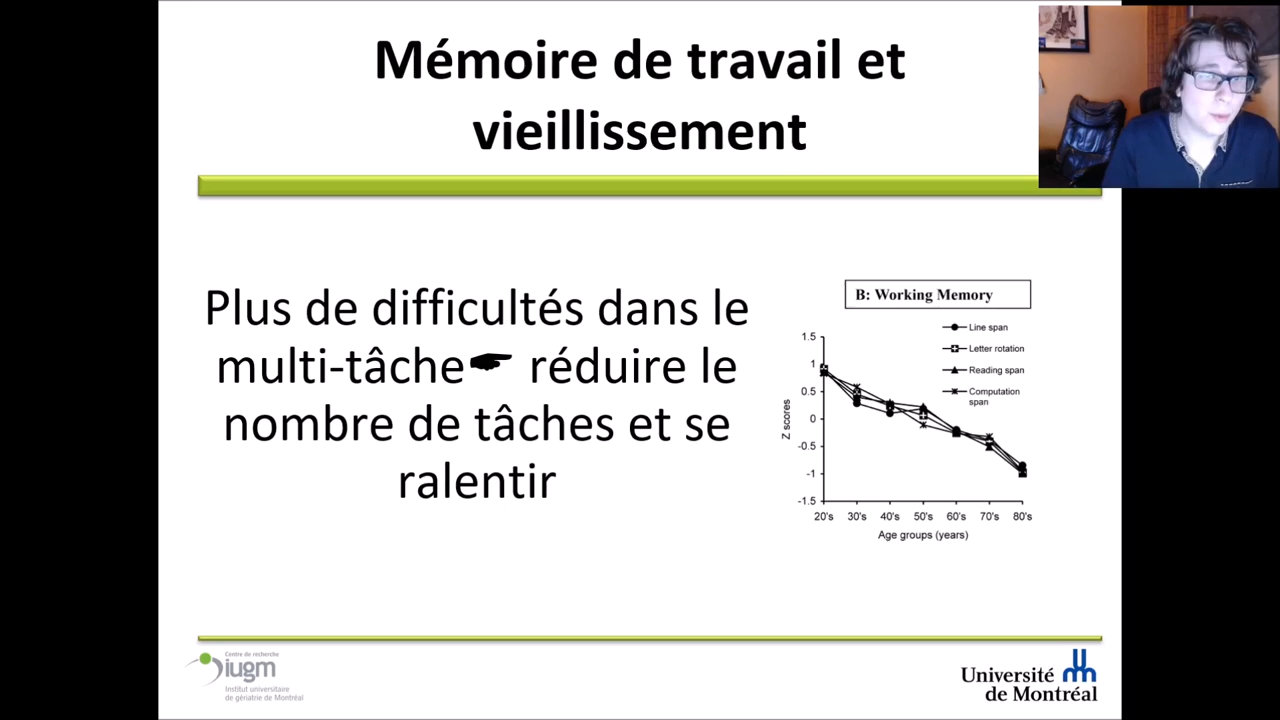 Mémoire de travail et
vieillissement
Plus de difficultés dans le
multi-tâche☛ réduire le
nombre de tâches et se
ralentir
B: Working Memory
Line span
Letter rotation
Reading span
Computation
span
1.5
1
0.5
0
-0.5
-1
-1.5
Z scores
20's 30's 40's 50's 60's 70's 80's
Age groups (years)
Centre de recherche
iugm
Institut universitaire
de gériatrie de Montréal
Université
de Montréal